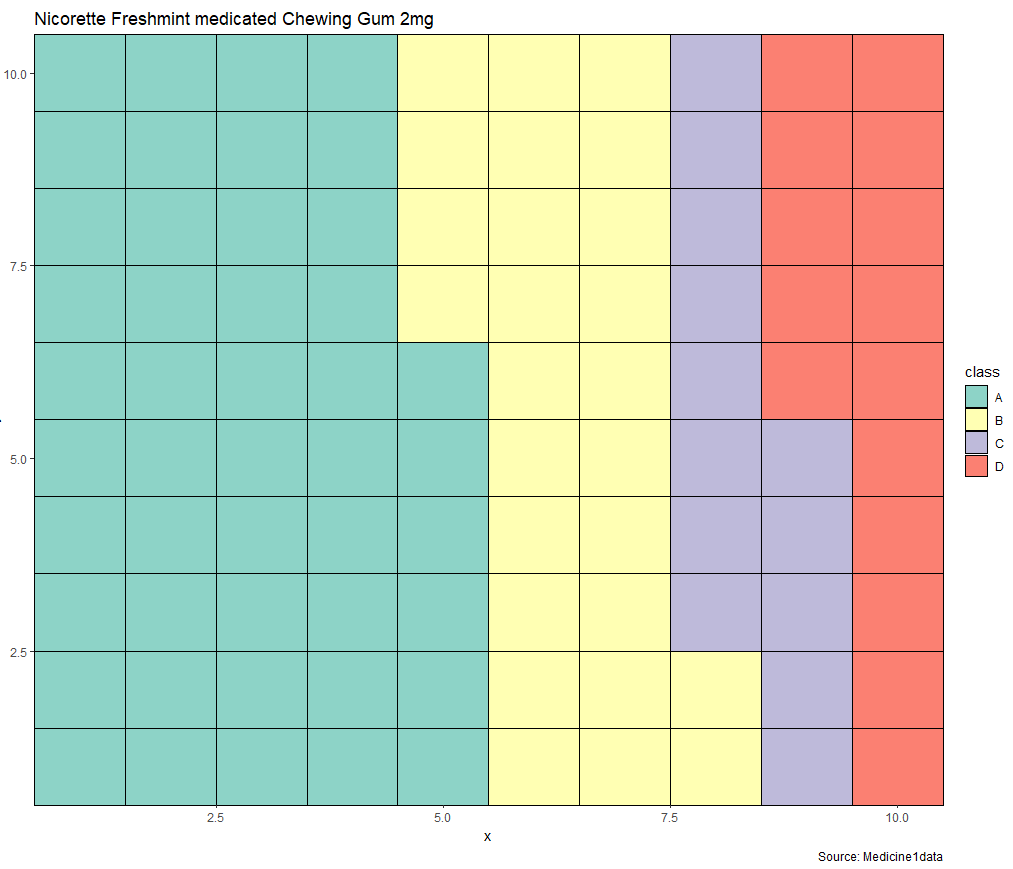 Nicorette Freshmint medicated Chewing Gum 2mg
10.0
7.5
5.0
2.5
2.5 5.0 7.5 10.0
x
class
A
B
C
D
Source: Medicine1data